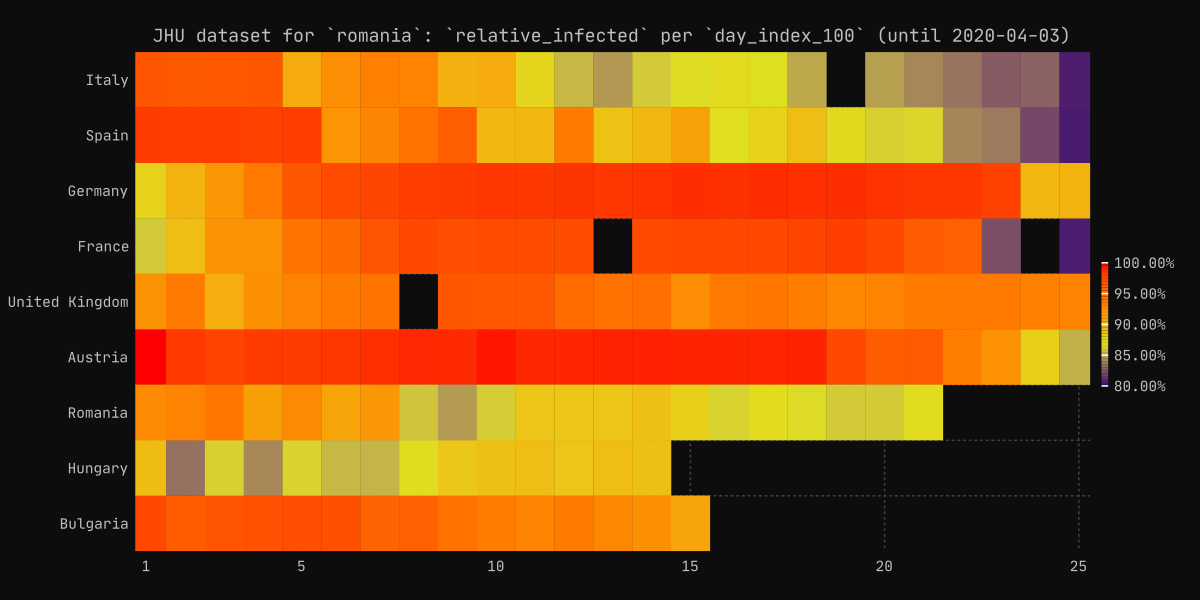 JHU dataset for `romania`: `relative_infected` per `day_index_100` (until 2020-04-03)
Italy
Spain
Germany
France
United Kingdom
Austria
Romania
Hungary
Bulgaria
1 5 10 15 20 25
100.00%
95.00%
90.00%
85.00%
80.00%